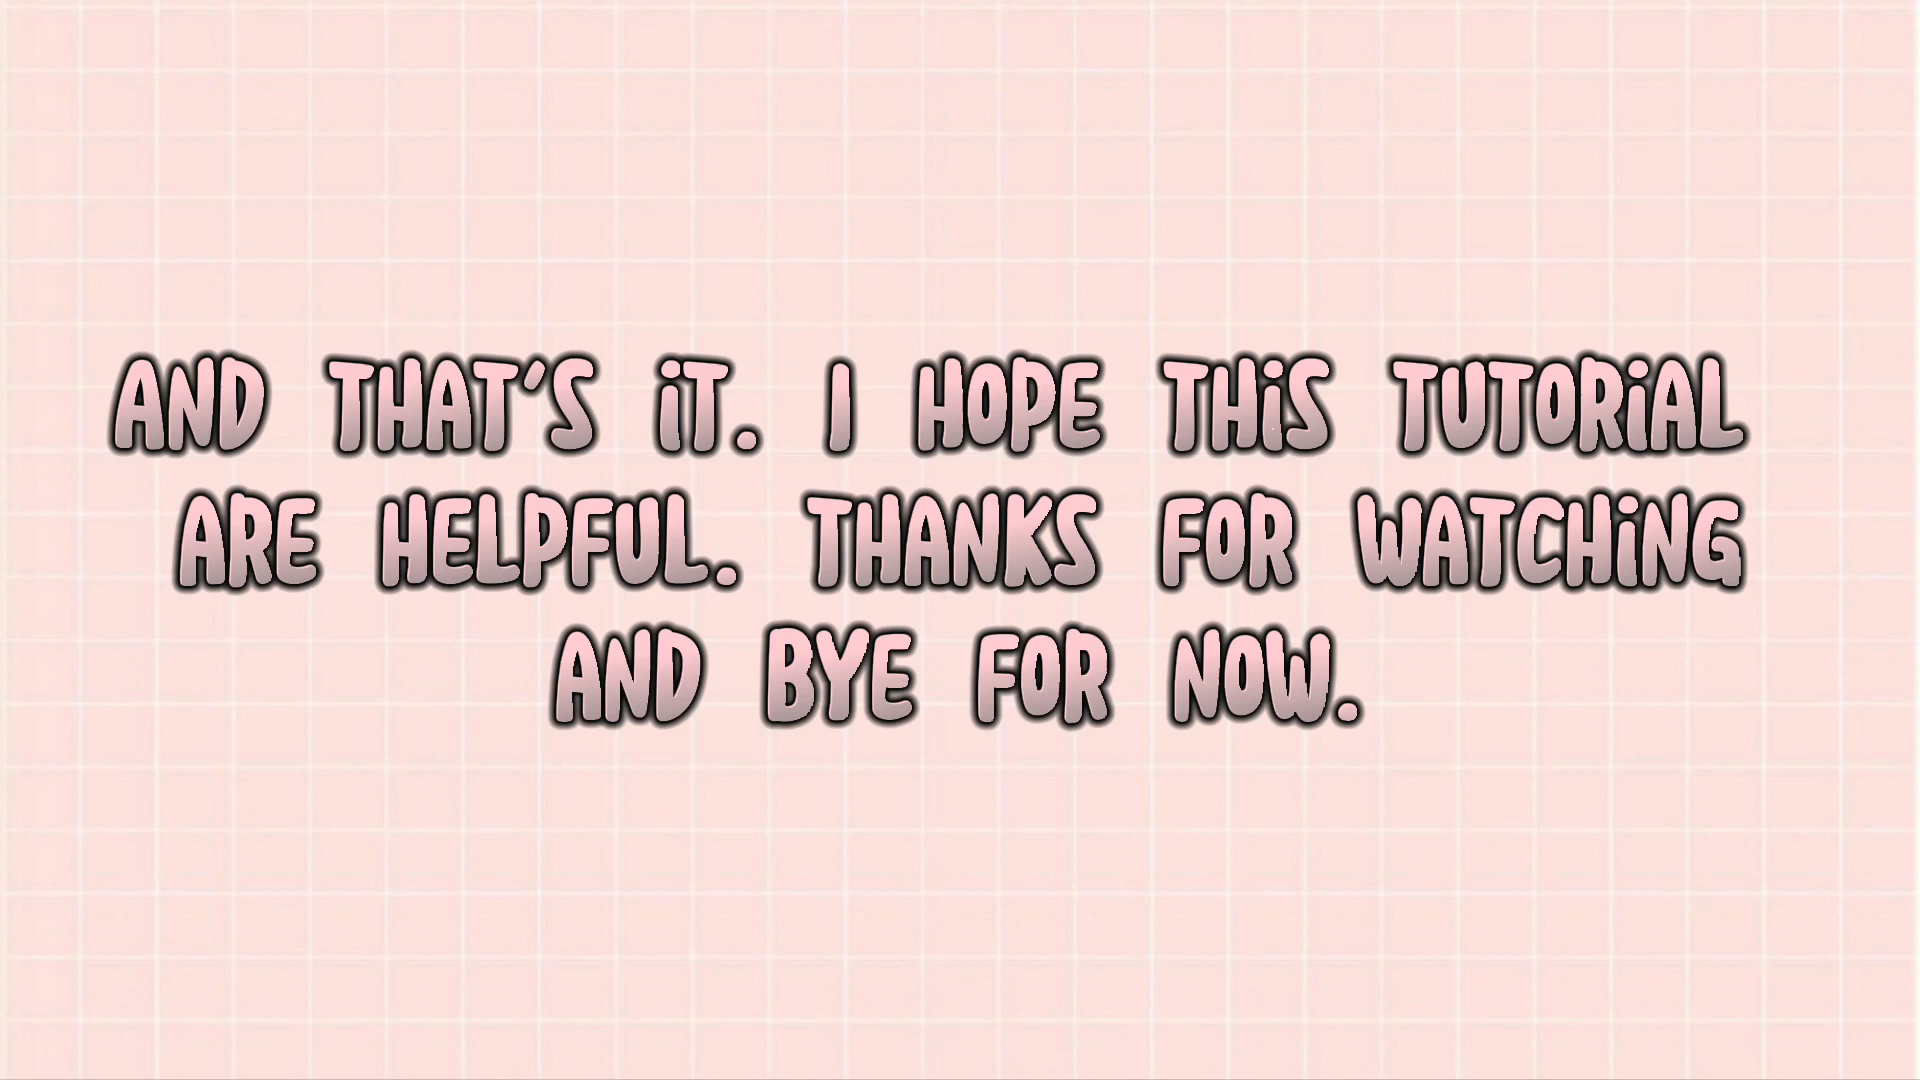 AND THAT'S iT. I HOPE THiS TUTORiAL
ARE HELPFUL. THANKS FOR WATCHiNG
AND BYE FOR NOW.